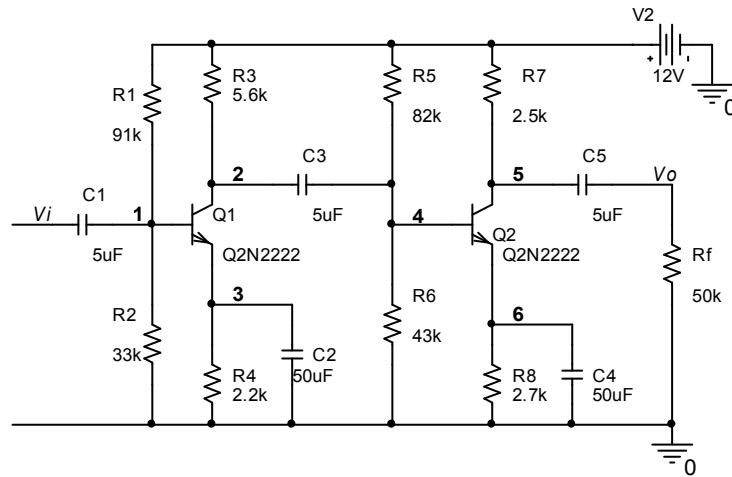 V2
12V
0
R1
91k
R3
5.6k
R5
82k
R7
2.5k
C1
Vi
5uF
1
2
C3
5uF
Q1
Q2N2222
4
5
C5
5uF
Vo
Q2
Q2N2222
Rf
50k
3
6
R2
33k
R4
2.2k
C2
50uF
R6
43k
R8
2.7k
C4
50uF
0